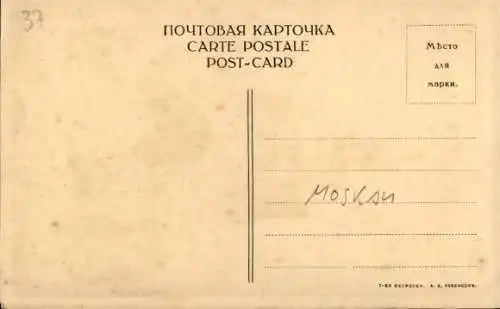 37
ПОЧТОВАЯ КАРТОЧКА
CARTE POSTALE
POST-CARD
Мѣсто
для
марки.
MOSKAU